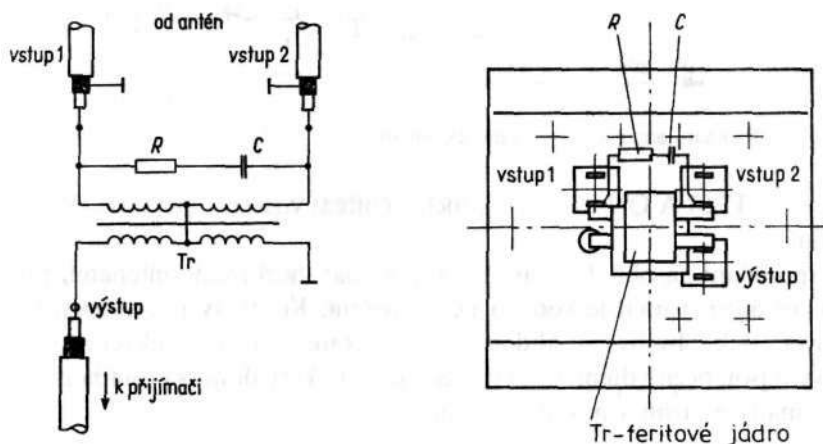 od antén
vstup 1
vstup 2
R
C
Tr
výstup
k přijímači
R
C
vstup 1
vstup 2
výstup
Tr-feritové jádro